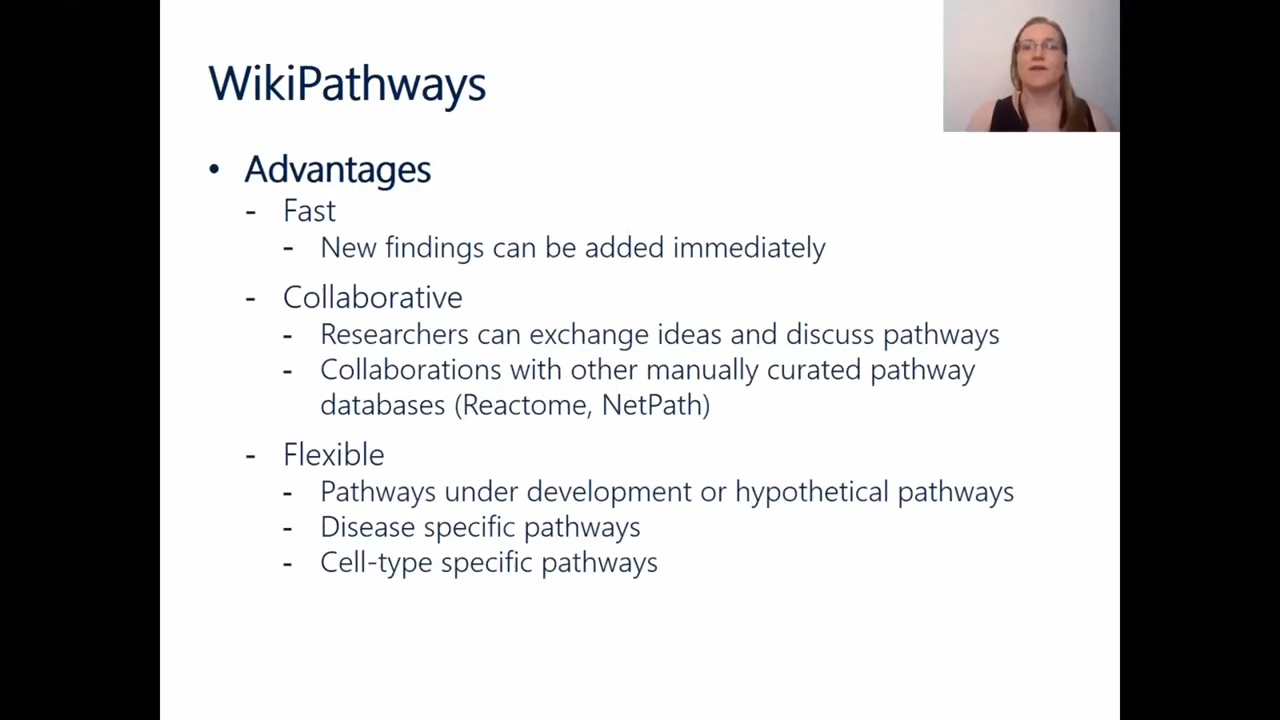 WikiPathways
• Advantages
- Fast
- New findings can be added immediately
- Collaborative
- Researchers can exchange ideas and discuss pathways
- Collaborations with other manually curated pathway
databases (Reactome, NetPath)
- Flexible
- Pathways under development or hypothetical pathways
- Disease specific pathways
- Cell-type specific pathways